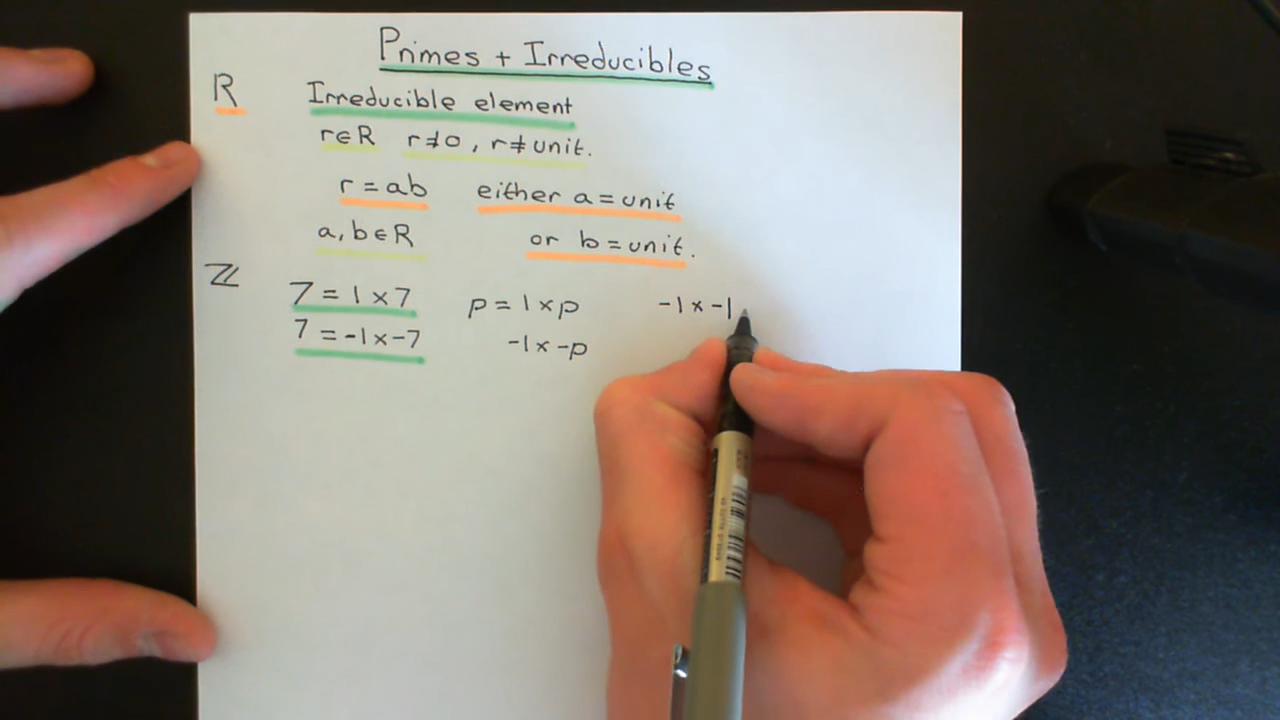 Primes + Irreducibles
R Irreducible element
r∈R r≠0, r≠unit.
r = ab either a = unit
a, b ∈ R or b = unit.
ℤ 7 = 1 × 7 p = 1 × p -1 × -1
7 = -1 × -7 -1 × -p